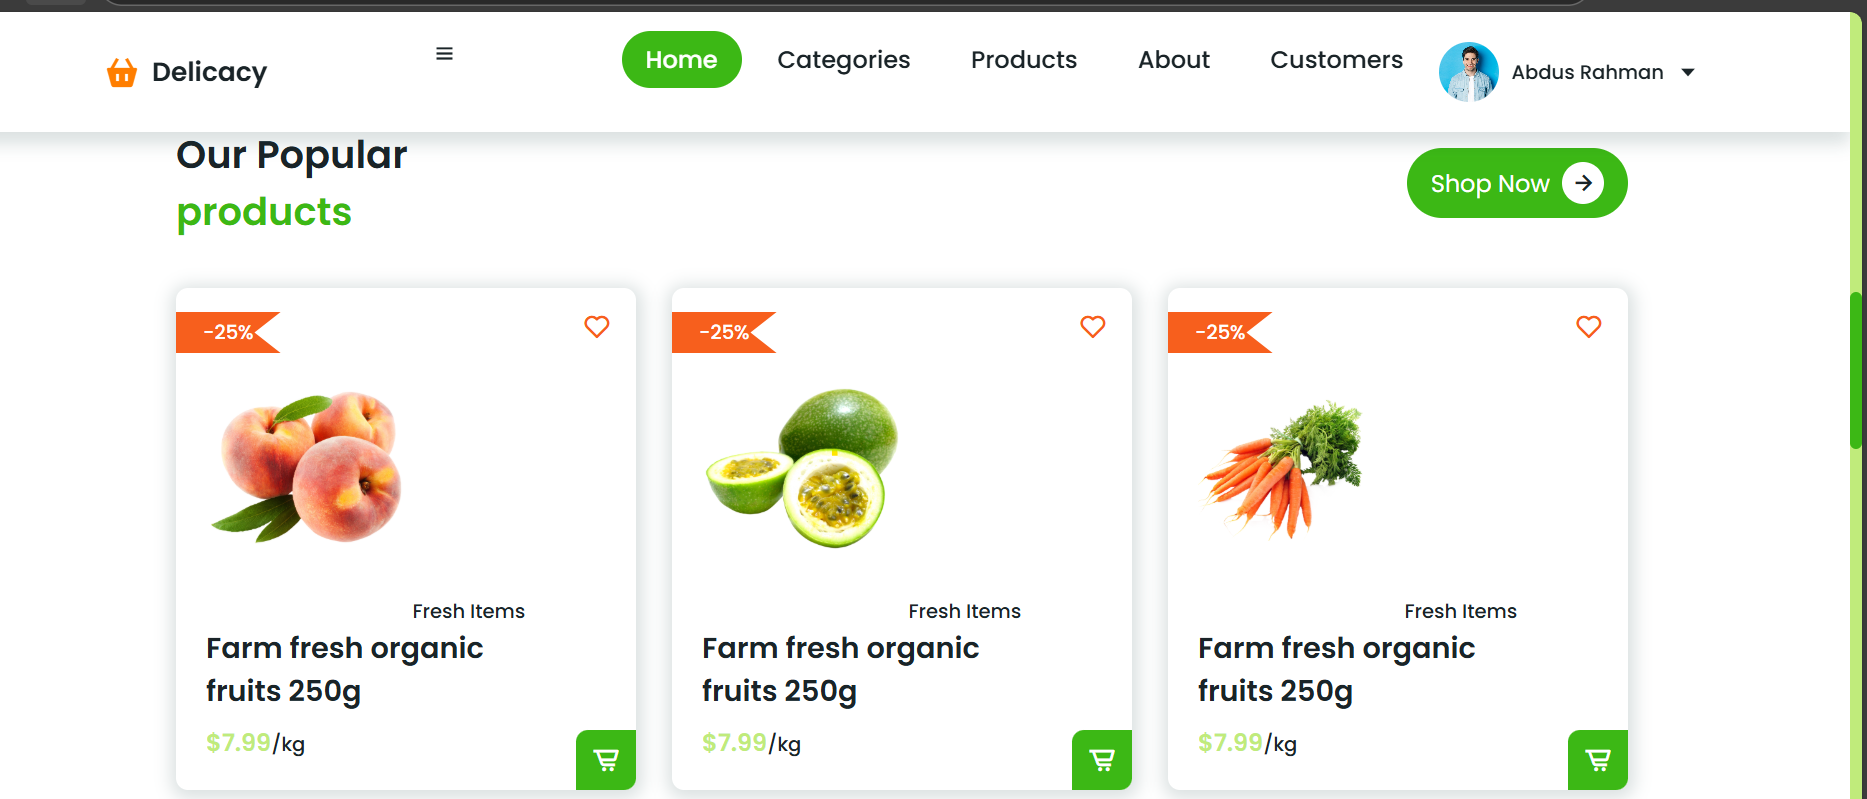 Delicacy
Home
Categories
Products
About
Customers
Abdus Rahman
Our Popular
products
Shop Now
-25%
-25%
-25%
Fresh Items
Farm fresh organic
fruits 250g
$7.99/kg
Fresh Items
Farm fresh organic
fruits 250g
$7.99/kg
Fresh Items
Farm fresh organic
fruits 250g
$7.99/kg